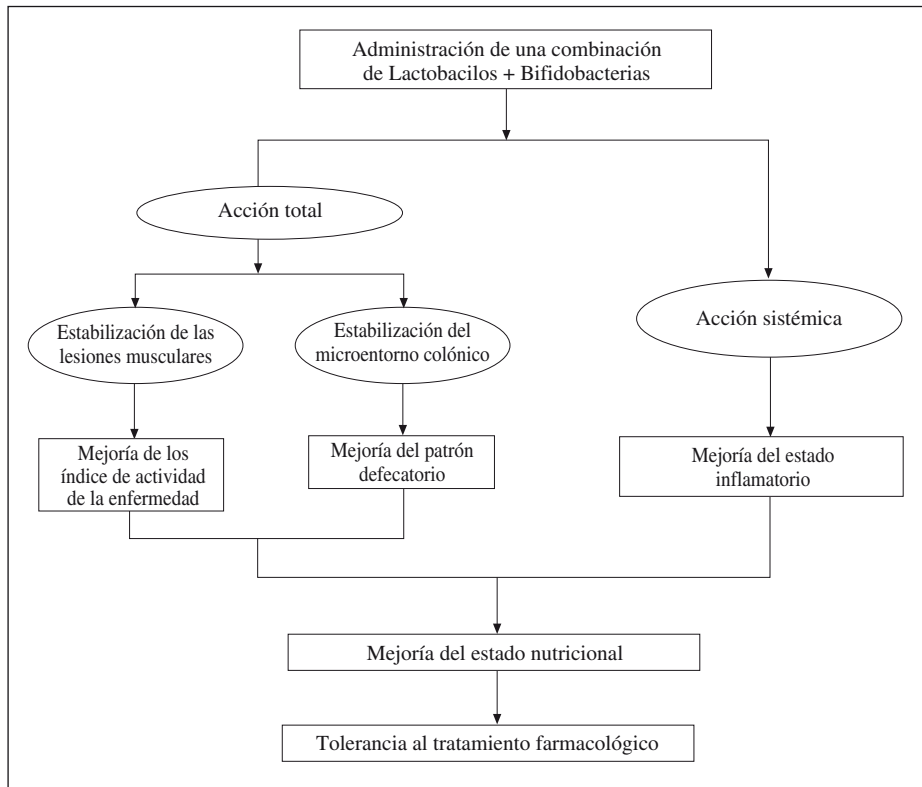 Administración de una combinación
de Lactobacilos + Bifidobacterias
Acción total
Estabilización de las
lesiones musculares
Estabilización del
microentorno colónico
Acción sistémica
Mejoría de los
índice de actividad
de la enfermedad
Mejoría del patrón
defecatorio
Mejoría del estado
inflamatorio
Mejoría del estado nutricional
Tolerancia al tratamiento farmacológico